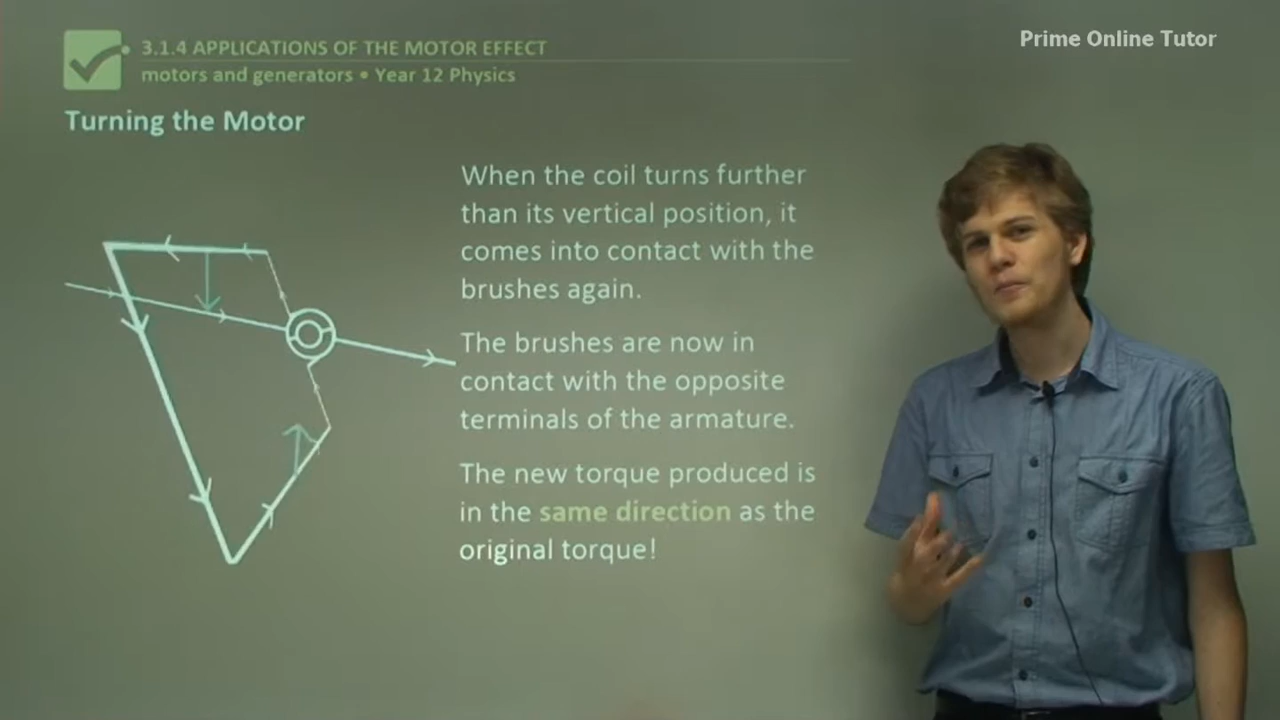 Prime Online Tutor
3.1.4 APPLICATIONS OF THE MOTOR EFFECT
motors and generators • Year 12 Physics
Turning the Motor
When the coil turns further
than its vertical position, it
comes into contact with the
brushes again.
The brushes are now in
contact with the opposite
terminals of the armature.
The new torque produced is
in the same direction as the
original torque!